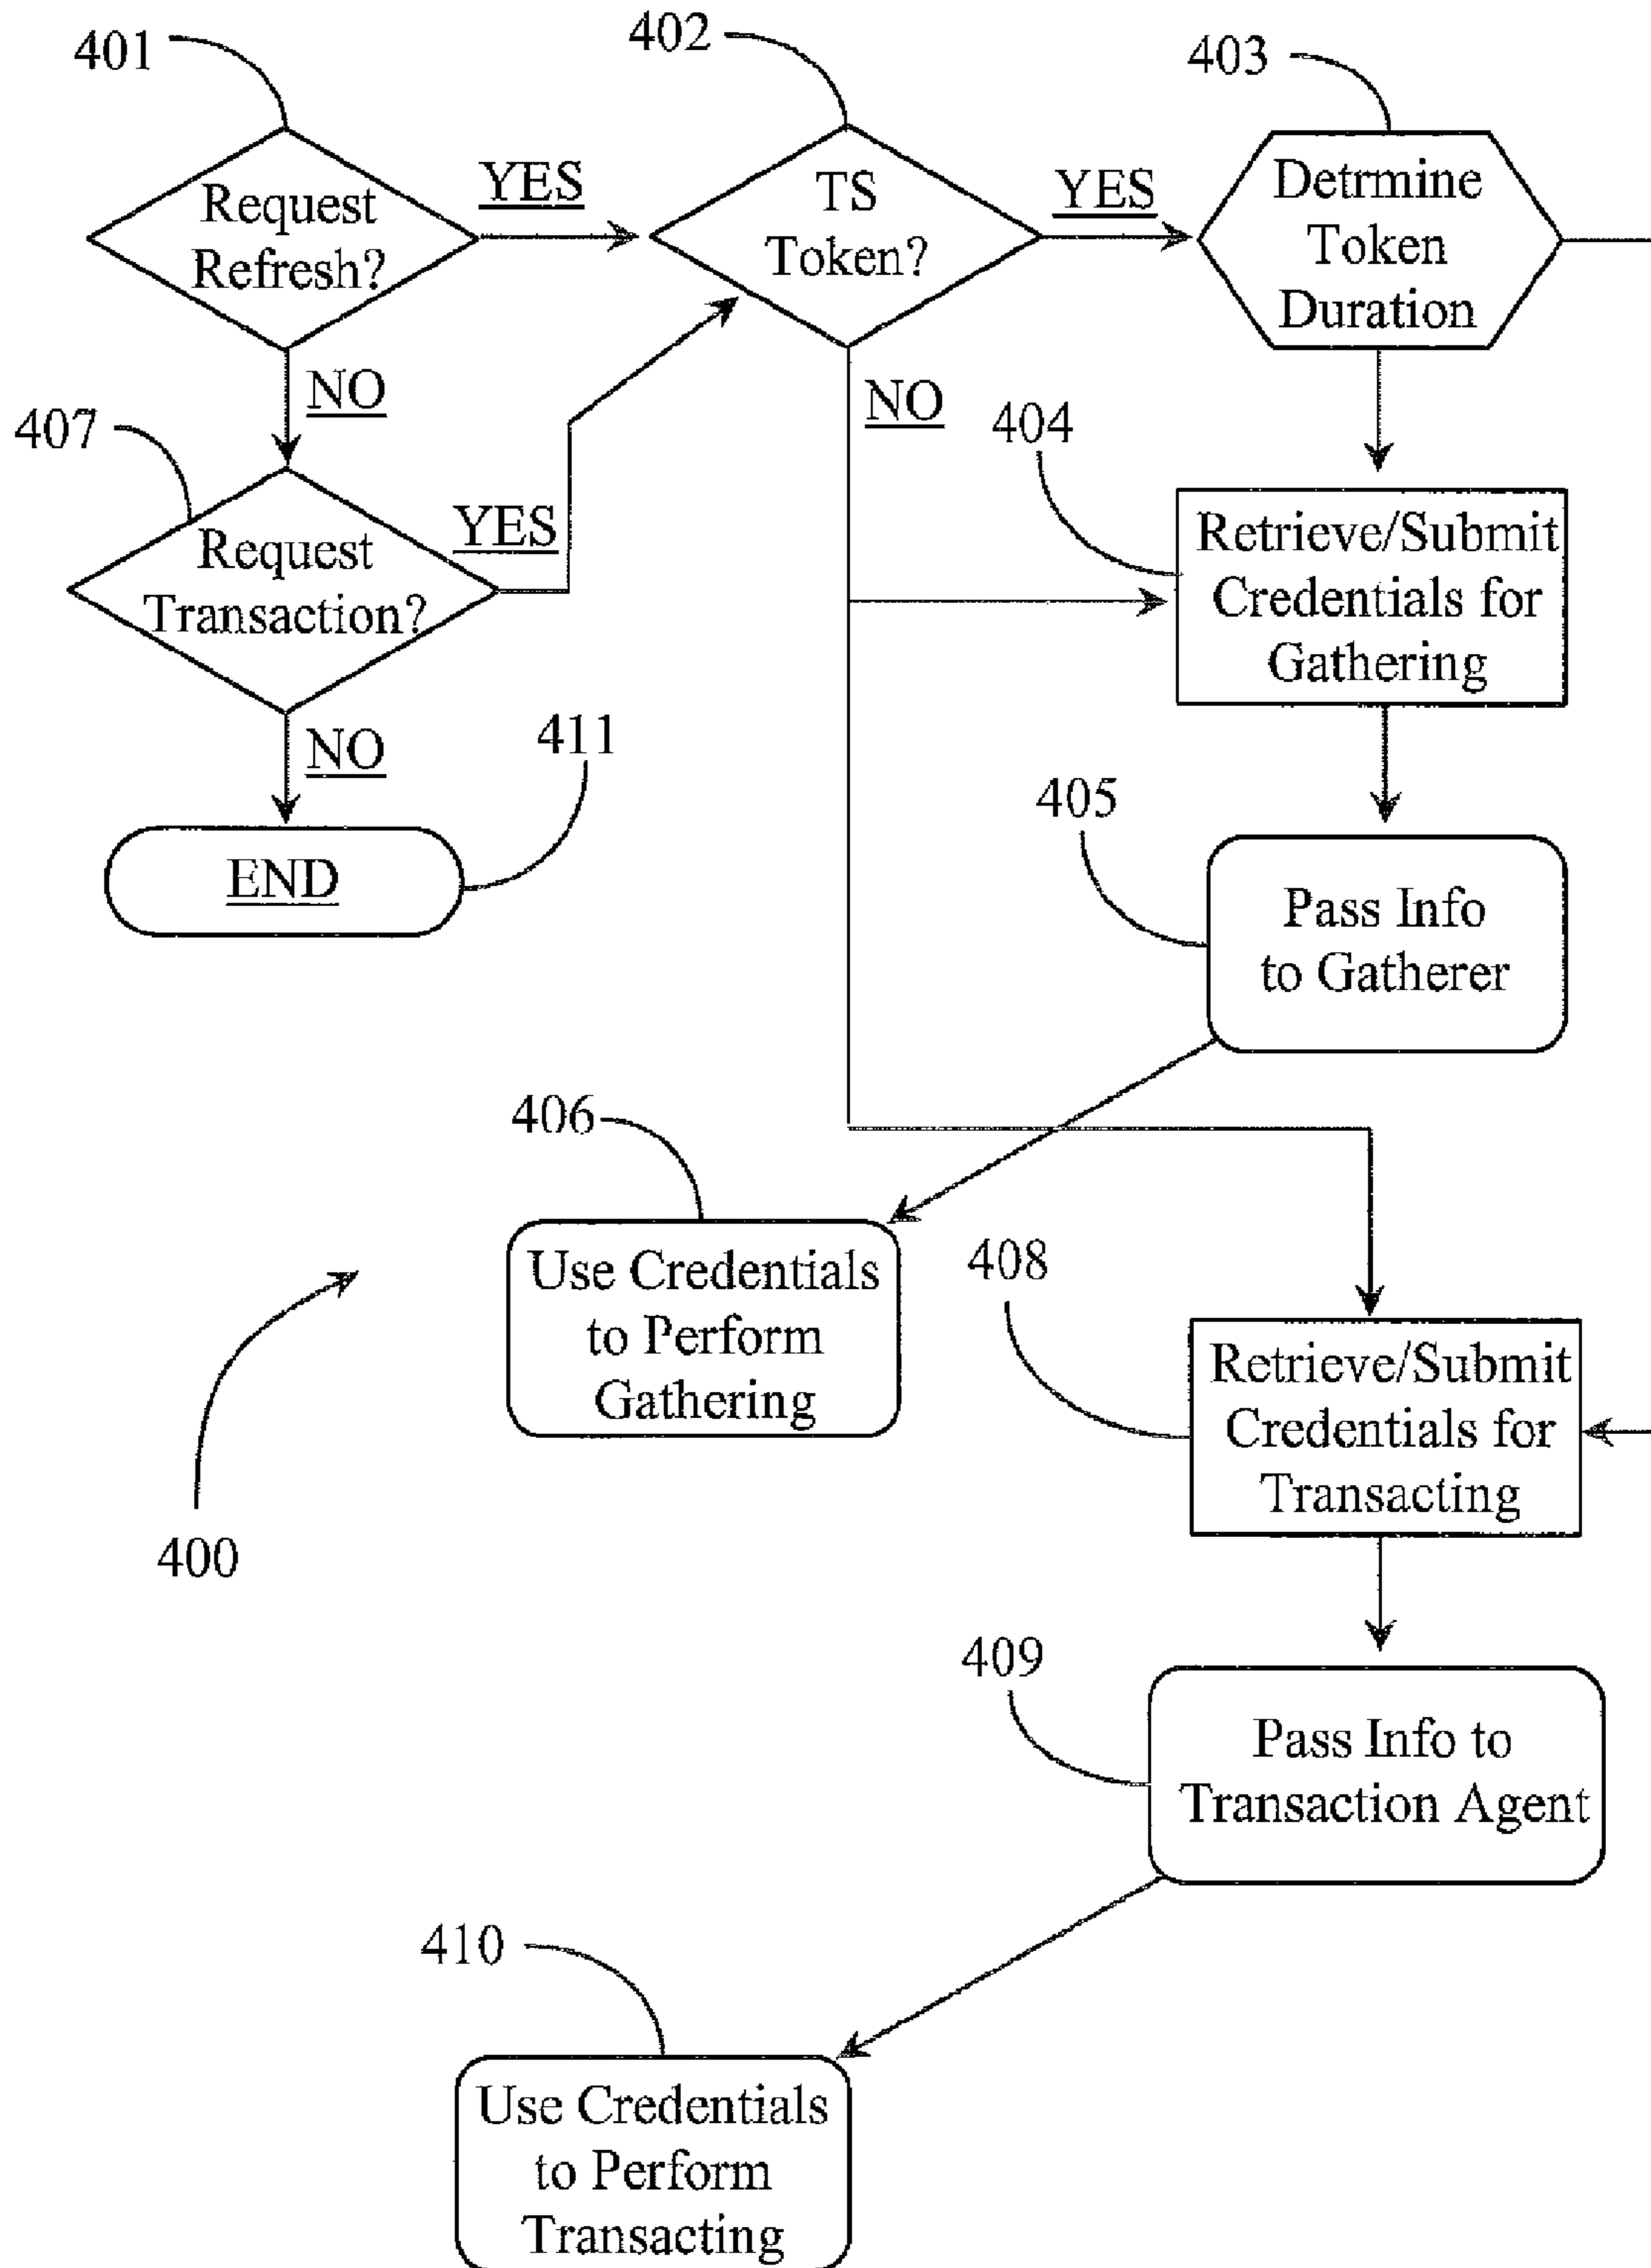 401
402
403
Request
Refresh?
YES
TS
Token?
YES
Detrmine
Token
Duration
NO
NO
407
404
Request
Transaction?
YES
Retrieve/Submit
Credentials for
Gathering
NO
411
END
405
Pass Info
to Gatherer
406
Use Credentials
to Perform
Gathering
408
Retrieve/Submit
Credentials for
Transacting
400
409
Pass Info to
Transaction Agent
410
Use Credentials
to Perform
Transacting